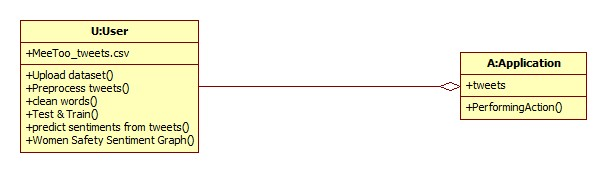 U:User
+MeeToo_tweets.csv
+Upload dataset()
+Preprocess tweets()
+clean words()
+Test & Train()
+predict sentiments from tweets()
+Women Safety Sentiment Graph()
A:Application
+tweets
+PerformingAction()